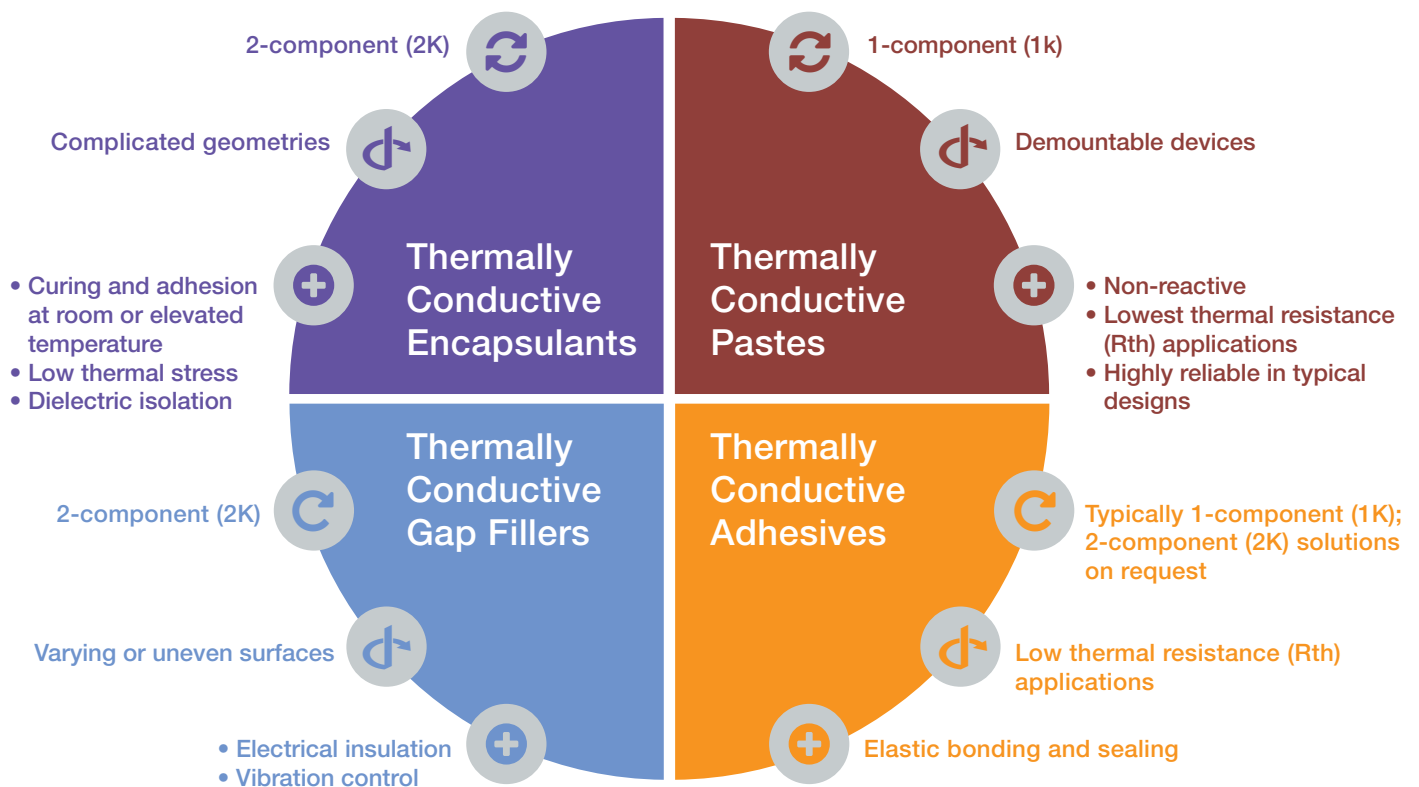 2-component (2K)
Complicated geometries
• Curing and adhesion
at room or elevated
temperature
• Low thermal stress
• Dielectric isolation
Thermally
Conductive
Encapsulants
1-component (1k)
Demountable devices
• Non-reactive
• Lowest thermal resistance
(Rth) applications
• Highly reliable in typical
designs
Thermally
Conductive
Pastes
Thermally
Conductive
Gap Fillers
2-component (2K)
Varying or uneven surfaces
• Electrical insulation
• Vibration control
Thermally
Conductive
Adhesives
Typically 1-component (1K);
2-component (2K) solutions
on request
Low thermal resistance (Rth)
applications
Elastic bonding and sealing